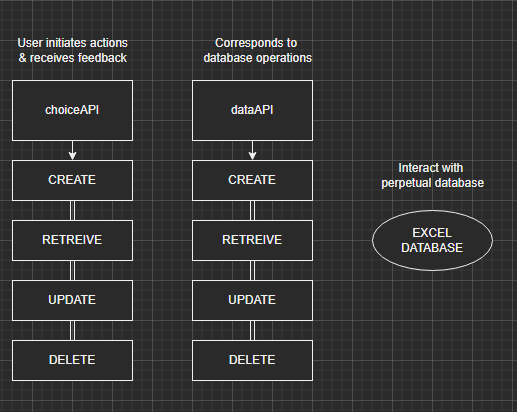 User initiates actions
& receives feedback
choiceAPI
CREATE
RETREIVE
UPDATE
DELETE
Corresponds to
database operations
dataAPI
CREATE
RETREIVE
UPDATE
DELETE
Interact with
perpetual database
EXCEL
DATABASE